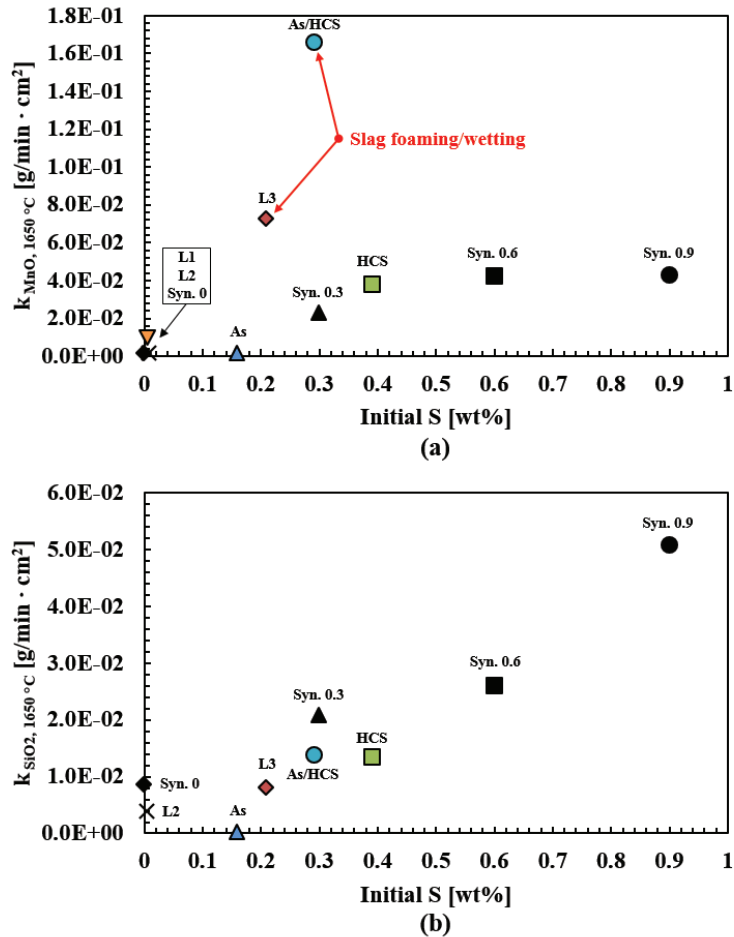 1.8E-01
1.6E-01
1.4E-01
1.2E-01
1.0E-01
8.0E-02
6.0E-02
4.0E-02
2.0E-02
0.0E+00
k MnO, 1650 °C [g/min · cm²]
As/HCS
Slag foaming/wetting
L3
L1
L2
Syn. 0
As
Syn. 0.3
HCS
Syn. 0.6
Syn. 0.9
0 0.1 0.2 0.3 0.4 0.5 0.6 0.7 0.8 0.9 1
Initial S [wt%]
(a)
6.0E-02
5.0E-02
4.0E-02
3.0E-02
2.0E-02
1.0E-02
0.0E+00
k SiO2, 1650 °C [g/min · cm²]
Syn. 0.9
Syn. 0.6
Syn. 0.3
HCS
As/HCS
L3
Syn. 0
L2
As
0 0.1 0.2 0.3 0.4 0.5 0.6 0.7 0.8 0.9 1
Initial S [wt%]
(b)